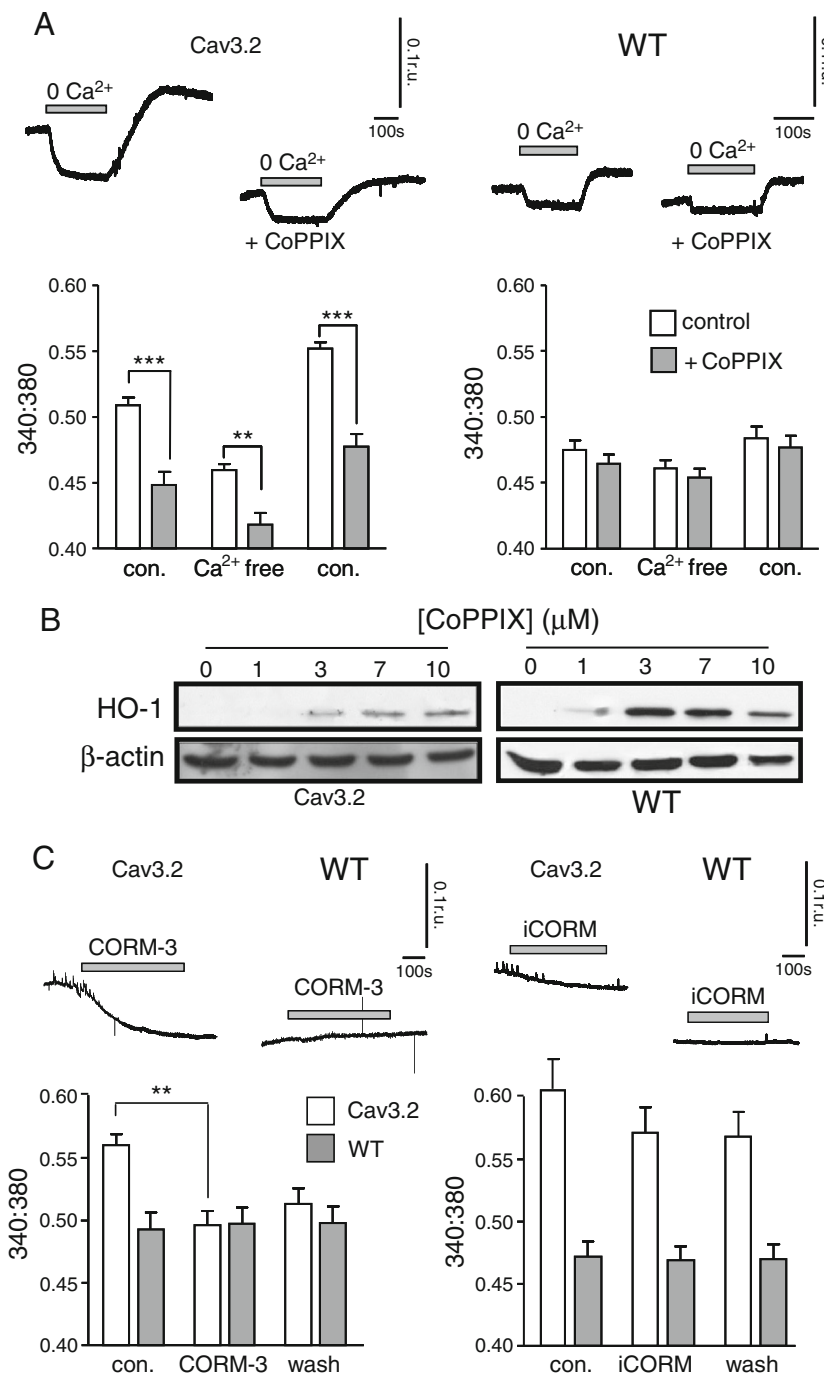 A
Cav3.2
WT
0.1r.u.
100s
0 Ca²⁺
0 Ca²⁺
+ CoPPIX
0 Ca²⁺
0 Ca²⁺
+ CoPPIX
340:380
0.60
0.55
0.50
0.45
0.40
***
**
***
con.
Ca²⁺ free
con.
340:380
0.60
0.55
0.50
0.45
0.40
control
+ CoPPIX
con.
Ca²⁺ free
con.
B
[CoPPIX] (μM)
0 1 3 7 10
0 1 3 7 10
HO-1
β-actin
Cav3.2
WT
C
Cav3.2
WT
0.1r.u.
100s
CORM-3
CORM-3
Cav3.2
WT
0.1r.u.
100s
iCORM
iCORM
340:380
0.60
0.55
0.50
0.45
0.40
**
Cav3.2
WT
con.
CORM-3
wash
340:380
0.60
0.55
0.50
0.45
0.40
con.
iCORM
wash